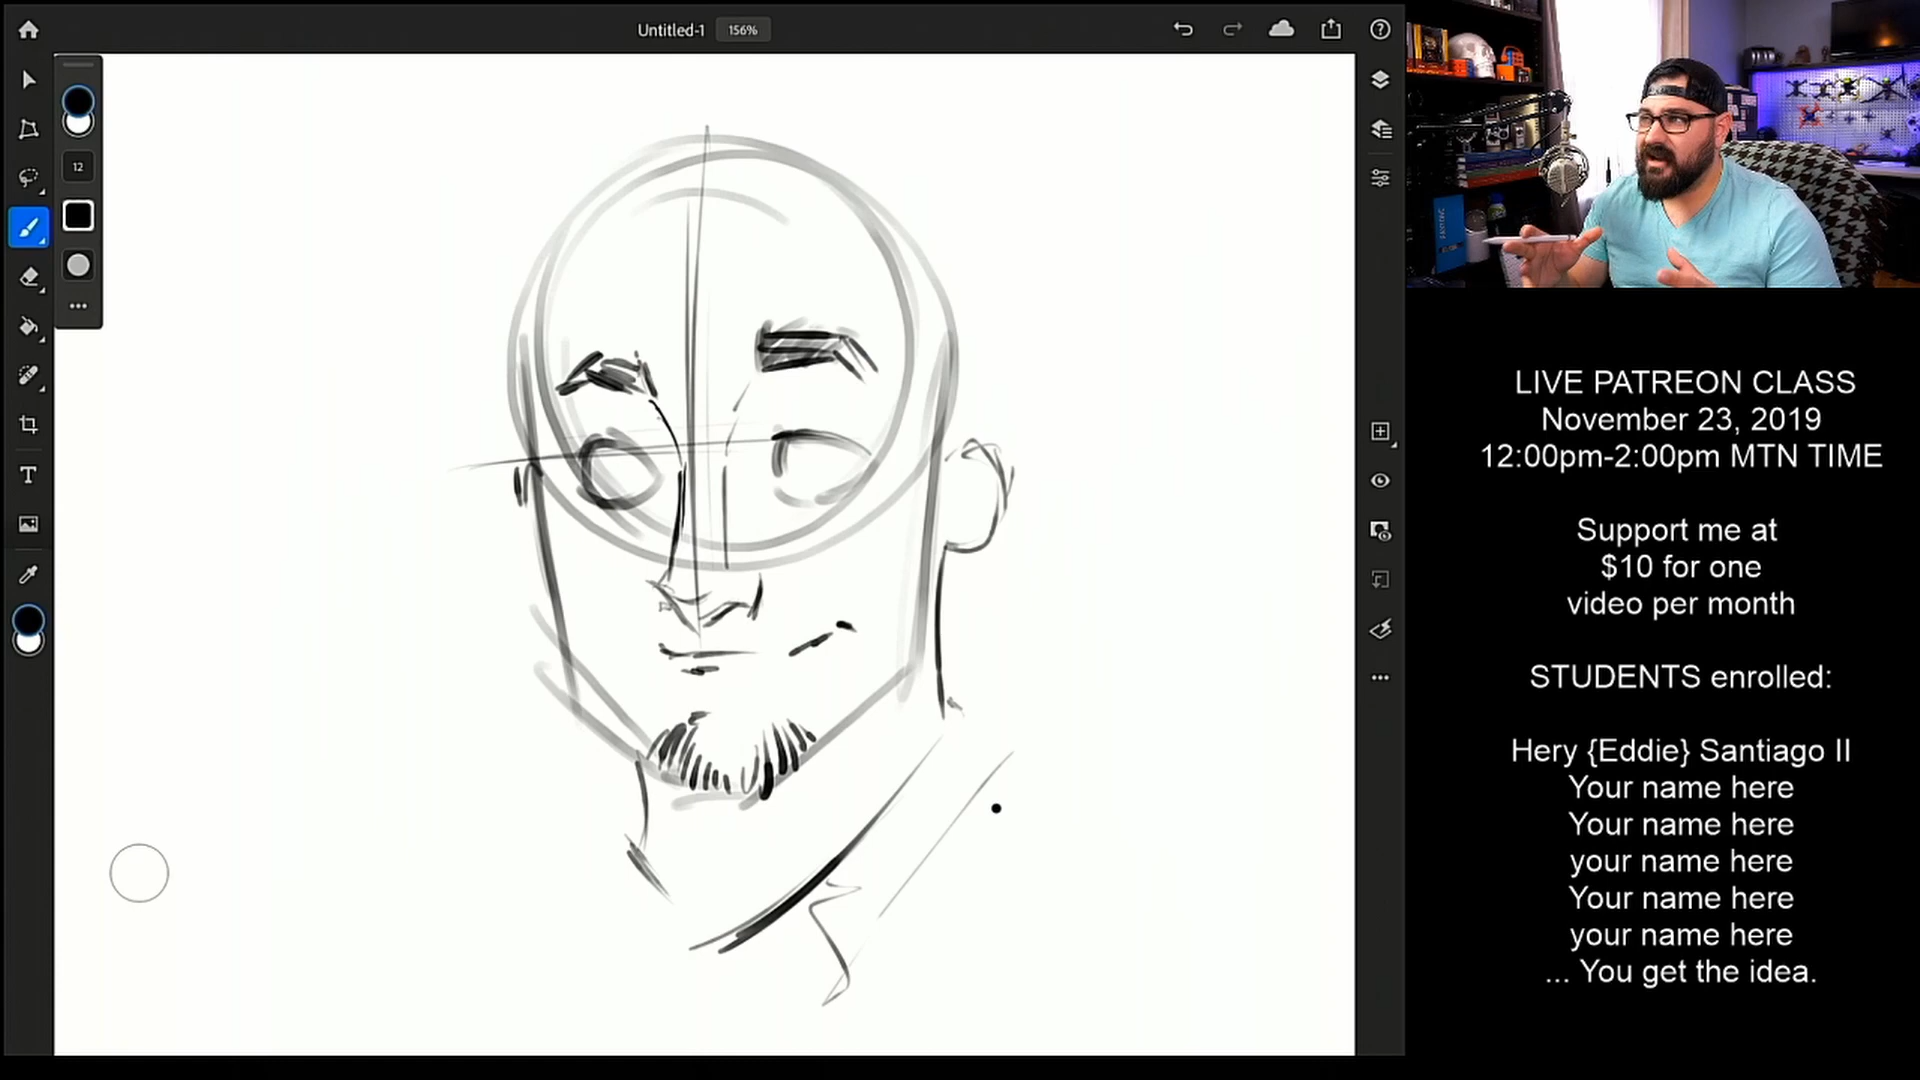 Untitled-1 156%
12
LIVE PATREON CLASS
November 23, 2019
12:00pm-2:00pm MTN TIME
Support me at
$10 for one
video per month
STUDENTS enrolled:
Hery {Eddie} Santiago II
Your name here
Your name here
your name here
Your name here
your name here
... You get the idea.